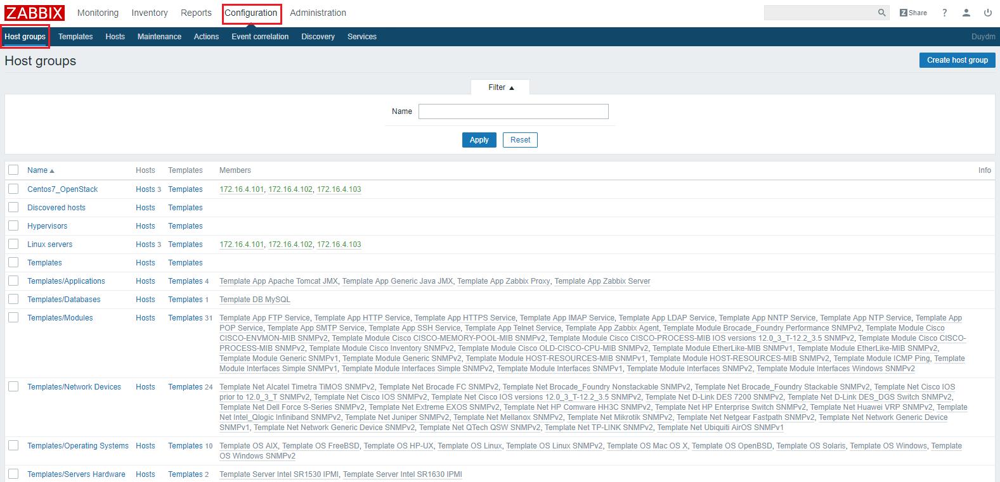 ZABBIX Monitoring Inventory Reports Configuration Administration Z Share ?
Host groups Templates Hosts Maintenance Actions Event correlation Discovery Services Duydm
Host groups Create host group
Filter ▲
Name
Apply Reset
Name ▲ Hosts Templates Members Info
Centos7_OpenStack Hosts 3 Templates 172.16.4.101, 172.16.4.102, 172.16.4.103
Discovered hosts Hosts Templates
Hypervisors Hosts Templates
Linux servers Hosts 3 Templates 172.16.4.101, 172.16.4.102, 172.16.4.103
Templates Hosts Templates
Templates/Applications Hosts Templates 4 Template App Apache Tomcat JMX, Template App Generic Java JMX, Template App Zabbix Proxy, Template App Zabbix Server
Templates/Databases Hosts Templates 1 Template DB MySQL
Templates/Modules Hosts Templates 31 Template App FTP Service, Template App HTTP Service, Template App HTTPS Service, Template App IMAP Service, Template App LDAP Service, Template App NNTP Service, Template App NTP Service, Template App
POP Service, Template App SMTP Service, Template App SSH Service, Template App Telnet Service, Template App Zabbix Agent, Template Module Brocade_Foundry Performance SNMPv2, Template Module Cisco
CISCO-ENVMON-MIB SNMPv2, Template Module Cisco CISCO-MEMORY-POOL-MIB SNMPv2, Template Module Cisco CISCO-PROCESS-MIB IOS versions 12.0_3_T-12.2_3.5 SNMPv2, Template Module Cisco CISCO-
PROCESS-MIB SNMPv2, Template Module Cisco Inventory SNMPv2, Template Module Cisco OLD-CISCO-CPU-MIB SNMPv2, Template Module EtherLike-MIB SNMPv1, Template Module EtherLike-MIB SNMPv2,
Template Module Generic SNMPv1, Template Module Generic SNMPv2, Template Module HOST-RESOURCES-MIB SNMPv1, Template Module HOST-RESOURCES-MIB SNMPv2, Template Module ICMP Ping, Template
Module Interfaces Simple SNMPv1, Template Module Interfaces Simple SNMPv2, Template Module Interfaces SNMPv1, Template Module Interfaces SNMPv2, Template Module Interfaces Windows SNMPv2
Templates/Network Devices Hosts Templates 24 Template Net Alcatel Timetra TiMOS SNMPv2, Template Net Brocade FC SNMPv2, Template Net Brocade_Foundry Nonstackable SNMPv2, Template Net Brocade_Foundry Stackable SNMPv2, Template Net Cisco IOS
prior to 12.0_3_T SNMPv2, Template Net Cisco IOS SNMPv2, Template Net Cisco IOS versions 12.0_3_T-12.2_3.5 SNMPv2, Template Net D-Link DES 7200 SNMPv2, Template Net D-Link DES_DGS Switch SNMPv2,
Template Net Dell Force S-Series SNMPv2, Template Net Extreme EXOS SNMPv2, Template Net HP Comware HH3C SNMPv2, Template Net HP Enterprise Switch SNMPv2, Template Net Huawei VRP SNMPv2, Template
Net Intel_Qlogic Infiniband SNMPv2, Template Net Juniper SNMPv2, Template Net Mellanox SNMPv2, Template Net Mikrotik SNMPv2, Template Net Netgear Fastpath SNMPv2, Template Net Network Generic Device
SNMPv1, Template Net Network Generic Device SNMPv2, Template Net QTech QSW SNMPv2, Template Net TP-LINK SNMPv2, Template Net Ubiquiti AirOS SNMPv1
Templates/Operating Systems Hosts Templates 10 Template OS AIX, Template OS FreeBSD, Template OS HP-UX, Template OS Linux, Template OS Linux SNMPv2, Template OS Mac OS X, Template OS OpenBSD, Template OS Solaris, Template OS Windows, Template
OS Windows SNMPv2
Templates/Servers Hardware Hosts Templates 2 Template Server Intel SR1530 IPMI, Template Server Intel SR1630 IPMI